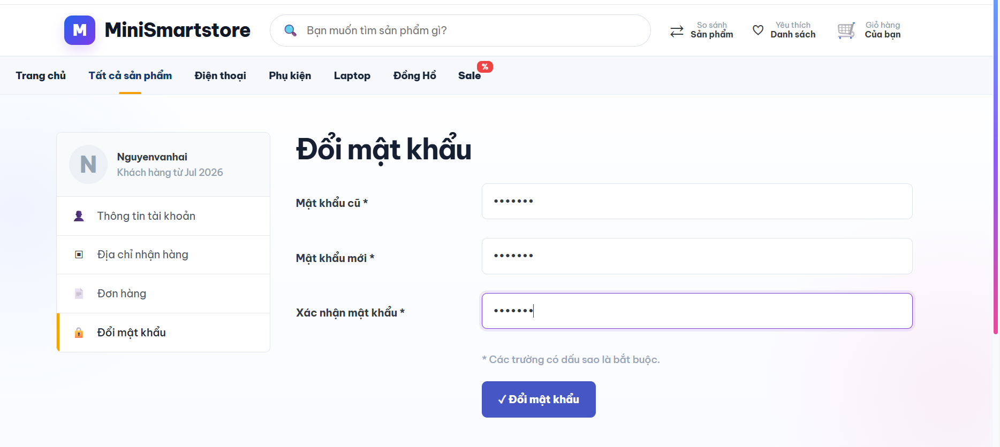 M MiniSmartstore
Bạn muốn tìm sản phẩm gì?
So sánh
Sản phẩm
Yêu thích
Danh sách
Giỏ hàng
Của bạn
Trang chủ
Tất cả sản phẩm
Điện thoại
Phụ kiện
Laptop
Đồng Hồ
Sale
%
N
Nguyenvanhai
Khách hàng từ Jul 2026
Thông tin tài khoản
Địa chỉ nhận hàng
Đơn hàng
Đổi mật khẩu
Đổi mật khẩu
Mật khẩu cũ *
•••••••
Mật khẩu mới *
•••••••
Xác nhận mật khẩu *
•••••••
* Các trường có dấu sao là bắt buộc.
✓ Đổi mật khẩu